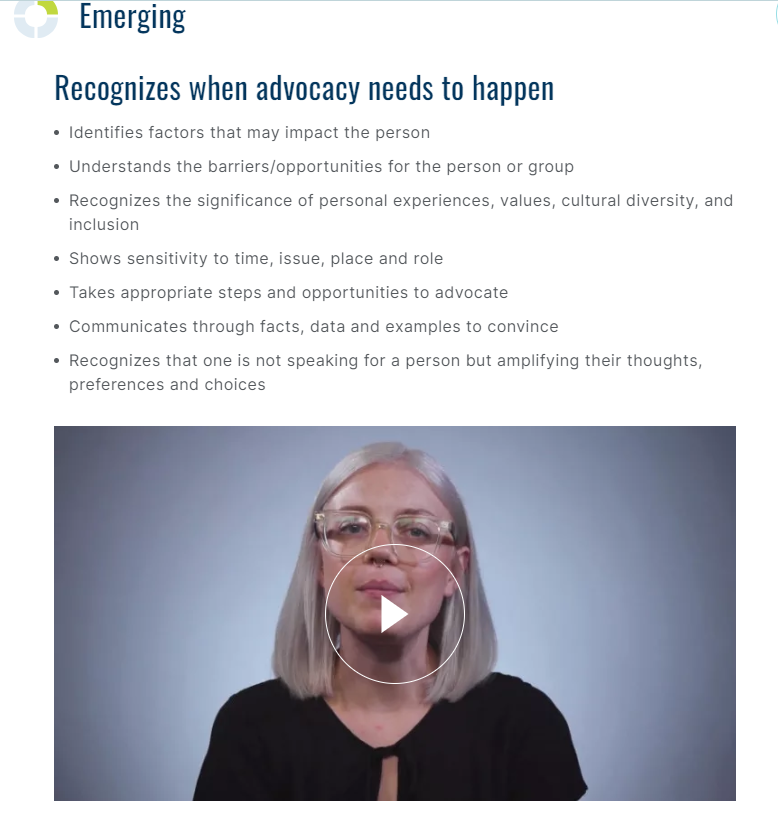 Emerging
Recognizes when advocacy needs to happen
• Identifies factors that may impact the person
• Understands the barriers/opportunities for the person or group
• Recognizes the significance of personal experiences, values, cultural diversity, and
inclusion
• Shows sensitivity to time, issue, place and role
• Takes appropriate steps and opportunities to advocate
• Communicates through facts, data and examples to convince
• Recognizes that one is not speaking for a person but amplifying their thoughts,
preferences and choices